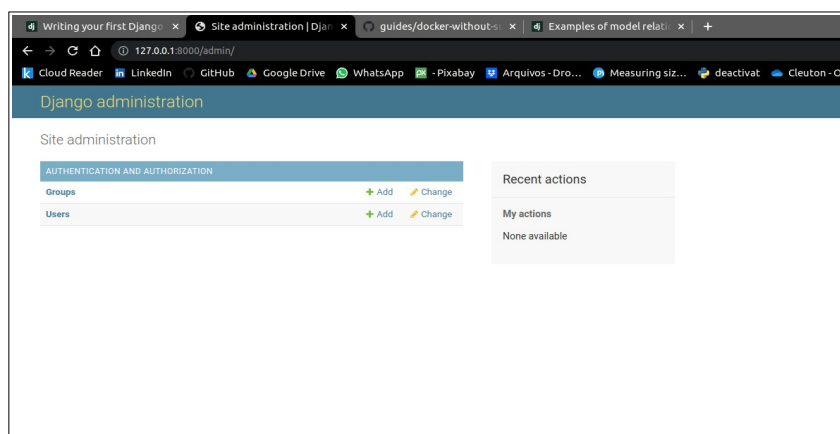 Writing your first Django
Site administration | Djan
guides/docker-without-su
Examples of model relati
127.0.0.1:8000/admin/
Cloud Reader LinkedIn GitHub Google Drive WhatsApp - Pixabay Arquivos - Dro... Measuring siz... deactivat Cleuton - O
Django administration
Site administration
AUTHENTICATION AND AUTHORIZATION
Groups + Add Change
Users + Add Change
Recent actions
My actions
None available